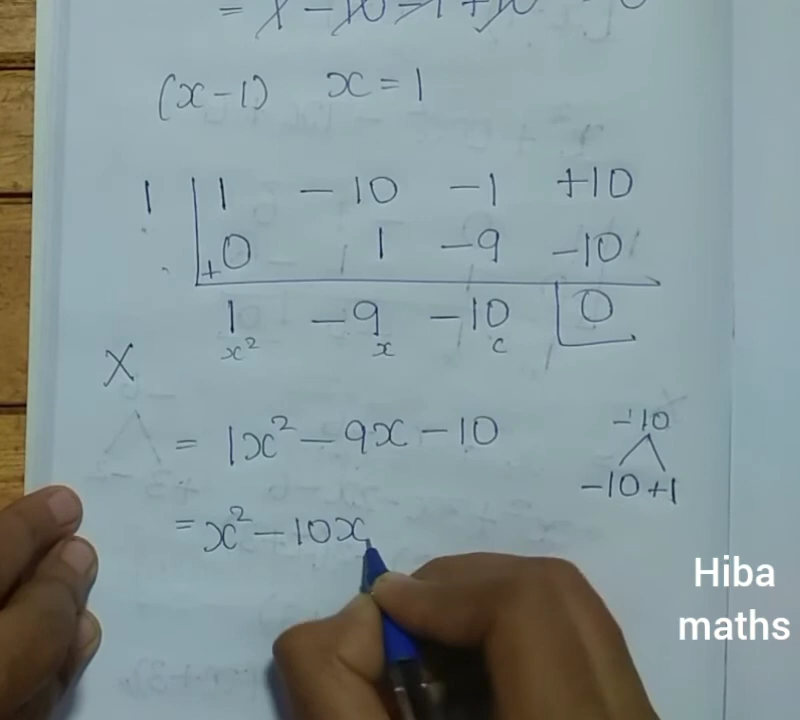 (x-1) x=1
1 1 -10 -1 +10
+0 1 -9 -10
1 -9 -10 0
x² x c
X
= 1x²-9x-10
-10
-10 +1
= x²-10x
Hiba
maths